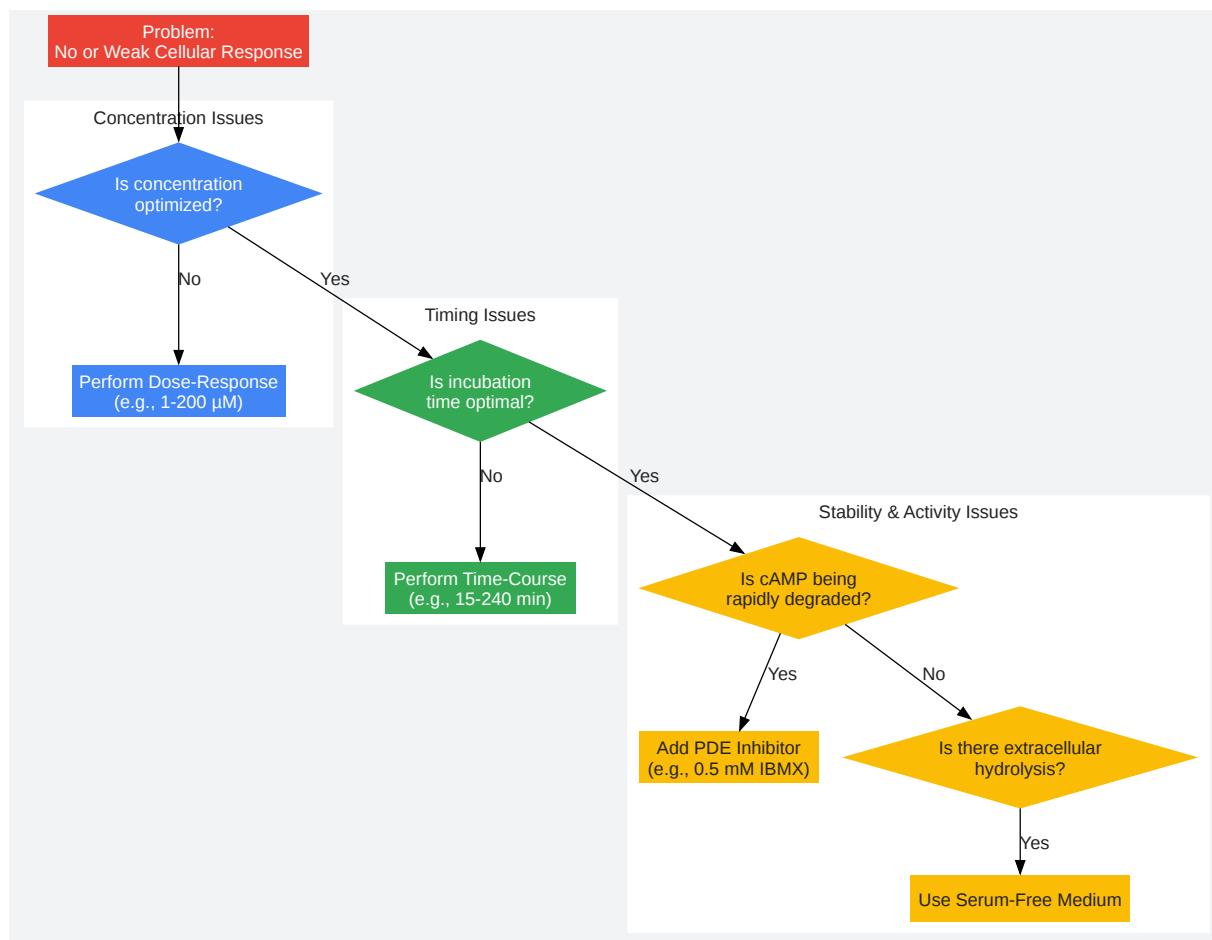 Problem:
No or Weak Cellular Response
Concentration Issues
Is concentration
optimized?
No
Yes
Perform Dose-Response
(e.g., 1-200 µM)
Timing Issues
Is incubation
time optimal?
No
Yes
Perform Time-Course
(e.g., 15-240 min)
Stability & Activity Issues
Is cAMP being
rapidly degraded?
Yes
No
Add PDE Inhibitor
(e.g., 0.5 mM IBMX)
Is there extracellular
hydrolysis?
Yes
Use Serum-Free Medium